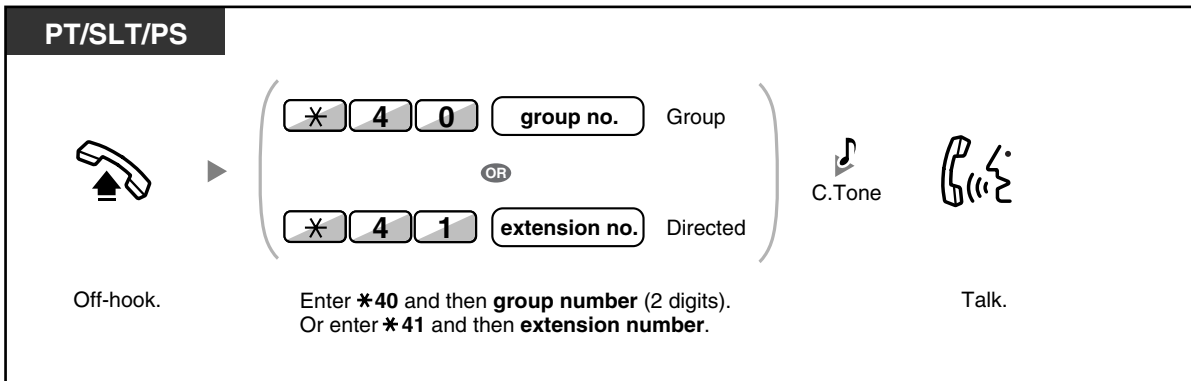 PT/SLT/PS
* 4 0 group no. Group
OR
C.Tone
* 4 1 extension no. Directed
Off-hook.
Enter *40 and then group number (2 digits).
Or enter *41 and then extension number.
Talk.